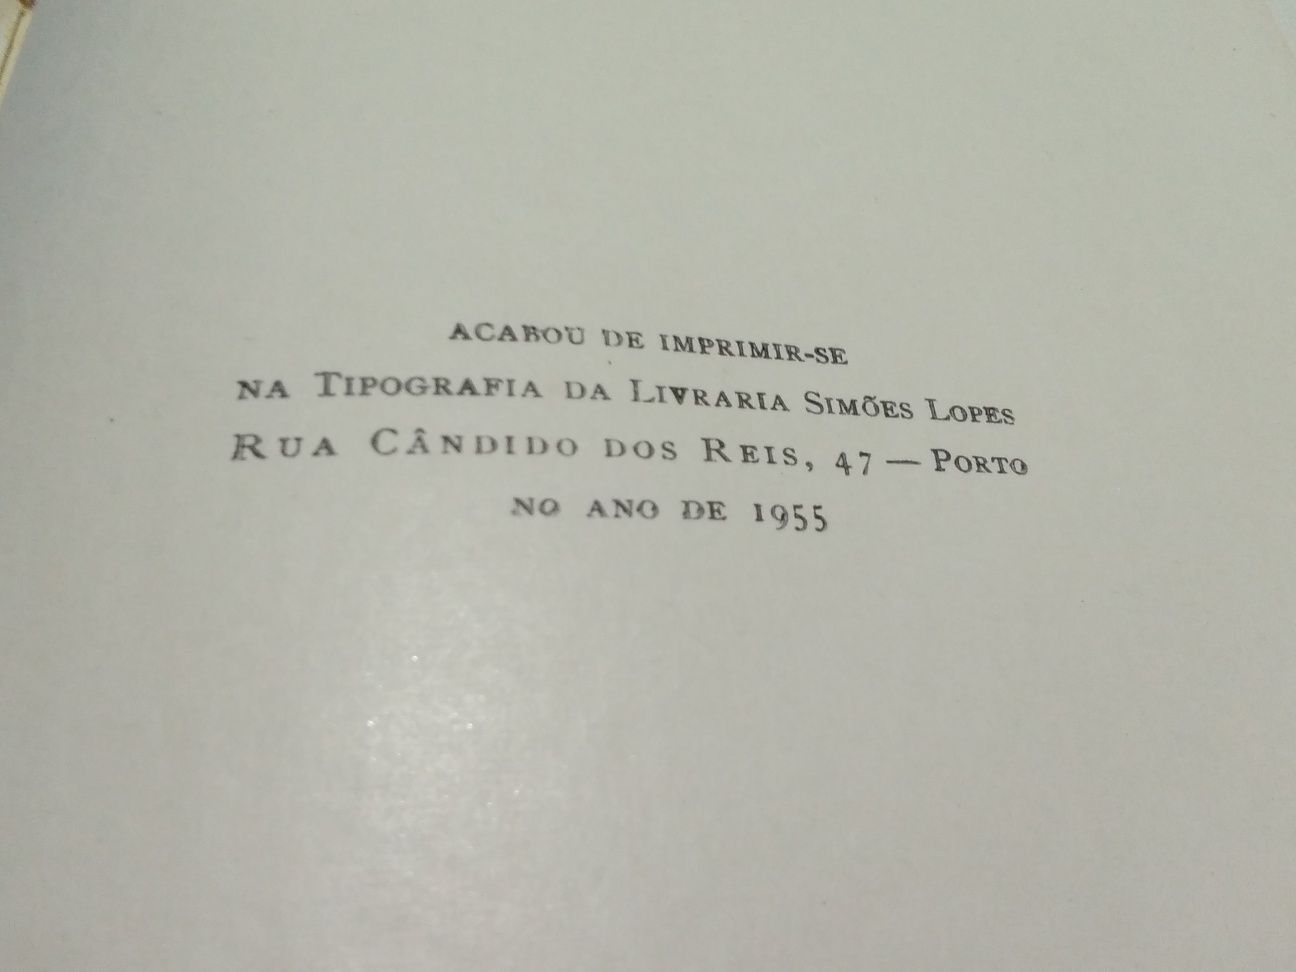 ACABOU DE IMPRIMIR-SE
NA TIPOGRAFIA DA LIVRARIA SIMÕES LOPES
RUA CÂNDIDO DOS REIS, 47 — PORTO
NO ANO DE 1955